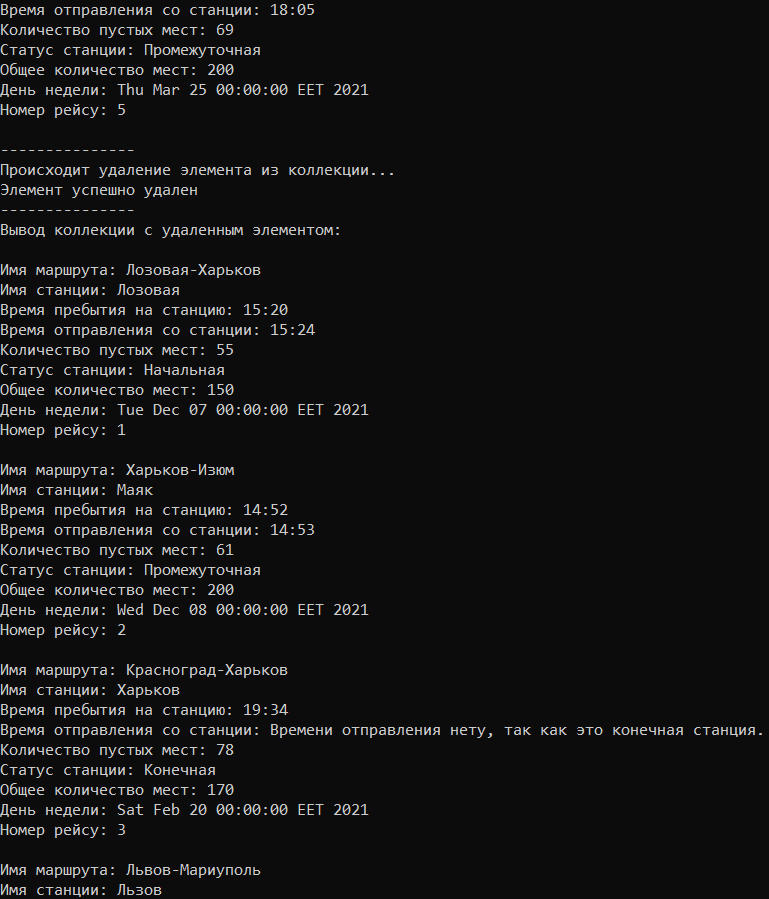 Время отправления со станции: 18:05
Количество пустых мест: 69
Статус станции: Промежуточная
Общее количество мест: 200
День недели: Thu Mar 25 00:00:00 EET 2021
Номер рейсу: 5
---------------
Происходит удаление элемента из коллекции...
Элемент успешно удален
---------------
Вывод коллекции с удаленным элементом:
Имя маршрута: Лозовая-Харьков
Имя станции: Лозовая
Время пребытия на станцию: 15:20
Время отправления со станции: 15:24
Количество пустых мест: 55
Статус станции: Начальная
Общее количество мест: 150
День недели: Tue Dec 07 00:00:00 EET 2021
Номер рейсу: 1
Имя маршрута: Харьков-Изюм
Имя станции: Маяк
Время пребытия на станцию: 14:52
Время отправления со станции: 14:53
Количество пустых мест: 61
Статус станции: Промежуточная
Общее количество мест: 200
День недели: Wed Dec 08 00:00:00 EET 2021
Номер рейсу: 2
Имя маршрута: Красноград-Харьков
Имя станции: Харьков
Время пребытия на станцию: 19:34
Время отправления со станции: Времени отправления нету, так как это конечная станция.
Количество пустых мест: 78
Статус станции: Конечная
Общее количество мест: 170
День недели: Sat Feb 20 00:00:00 EET 2021
Номер рейсу: 3
Имя маршрута: Львов-Мариуполь
Имя станции: Льзов